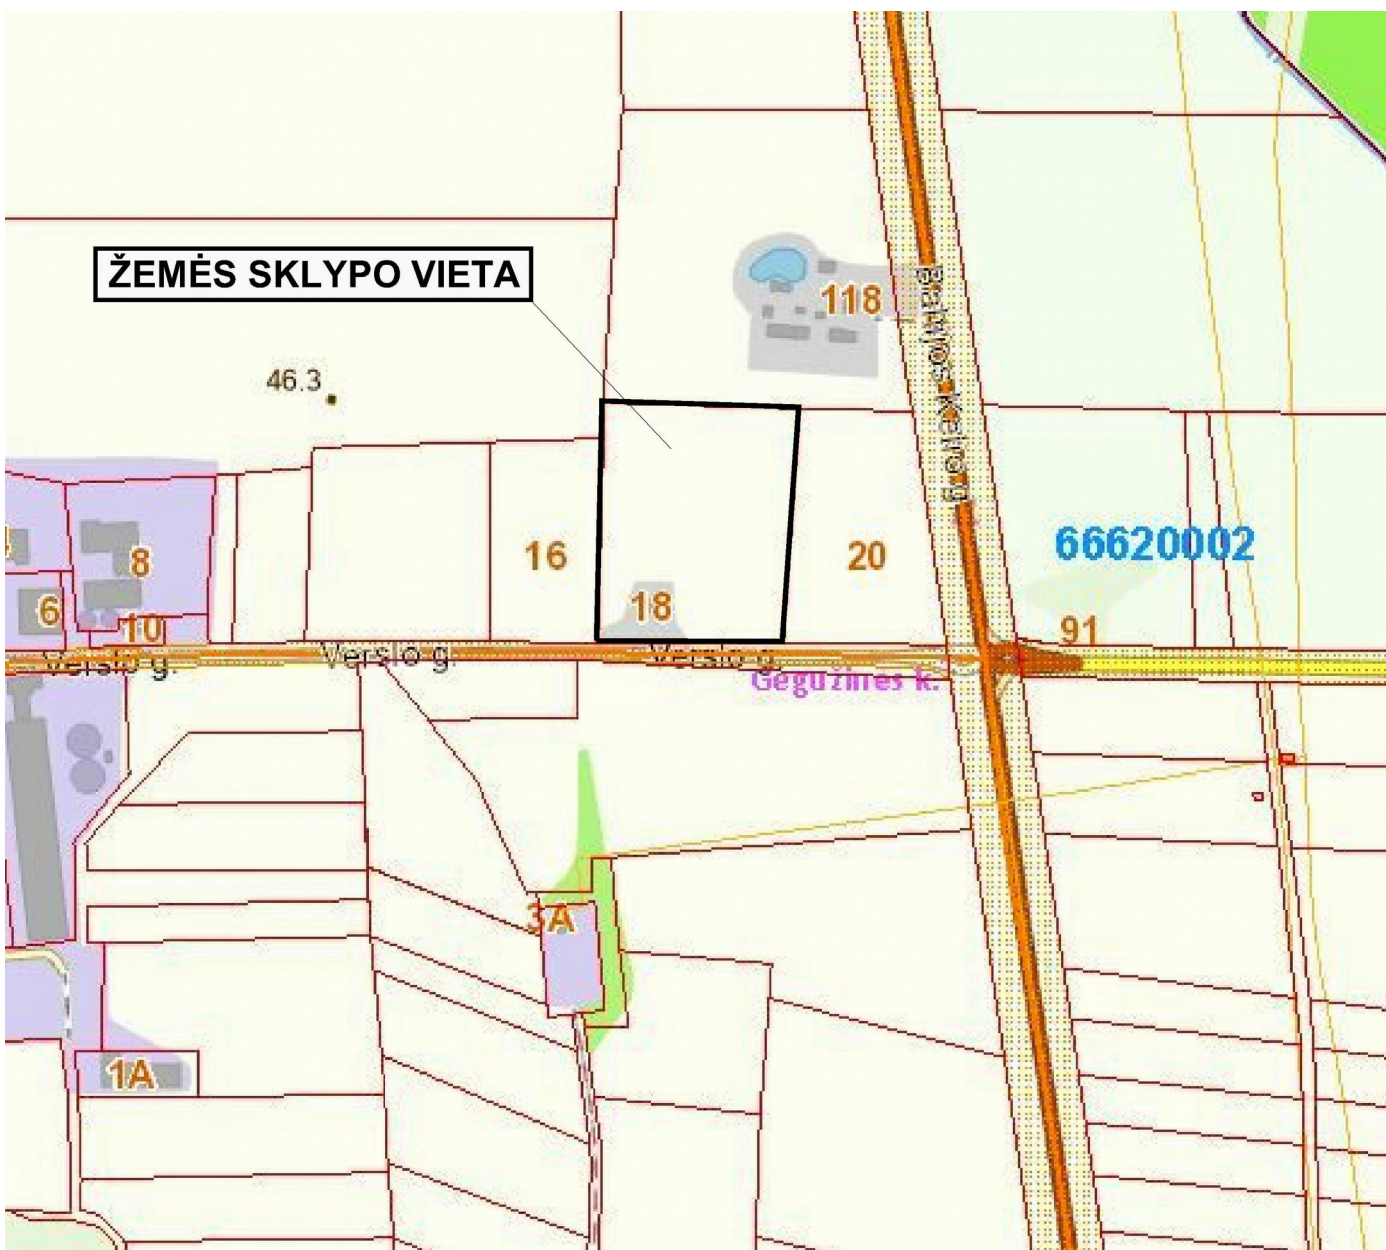 ŽEMĖS SKLYPO VIETA
118
Baltijos kelio g.
46.3
16
20
66620002
8
18
6
10
91
Verslo g.
Verslo g.
Verslo g.
Gegužinės k.
3A
1A